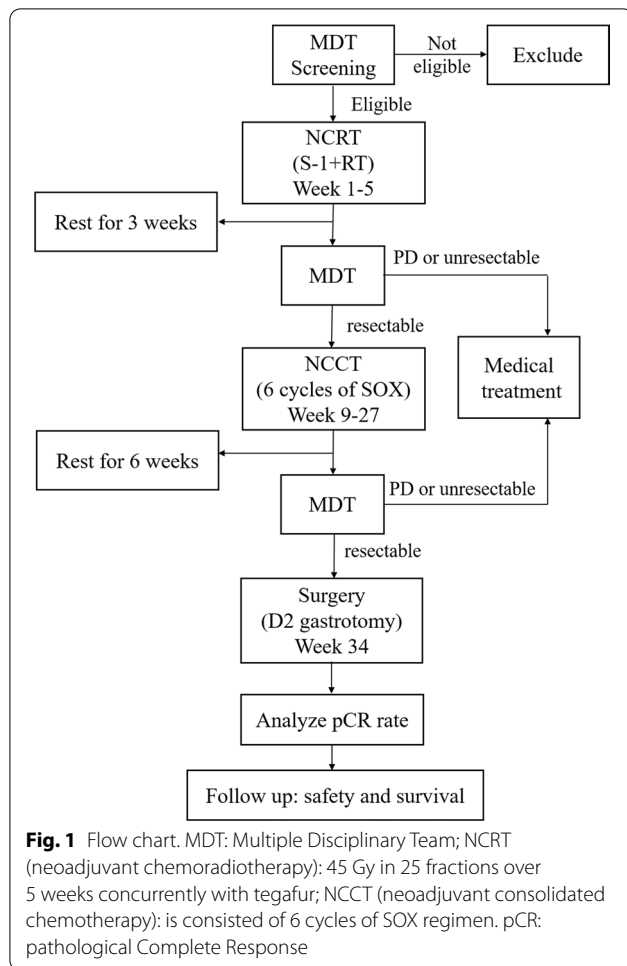 MDT
Screening
Not
eligible
Exclude
Eligible
NCRT
(S-1+RT)
Week 1-5
Rest for 3 weeks
MDT
PD or unresectable
resectable
NCCT
(6 cycles of SOX)
Week 9-27
Medical
treatment
Rest for 6 weeks
MDT
PD or unresectable
resectable
Surgery
(D2 gastrotomy)
Week 34
Analyze pCR rate
Follow up: safety and survival
Fig. 1 Flow chart. MDT: Multiple Disciplinary Team; NCRT
(neoadjuvant chemoradiotherapy): 45 Gy in 25 fractions over
5 weeks concurrently with tegafur; NCCT (neoadjuvant consolidated
chemotherapy): is consisted of 6 cycles of SOX regimen. pCR:
pathological Complete Response